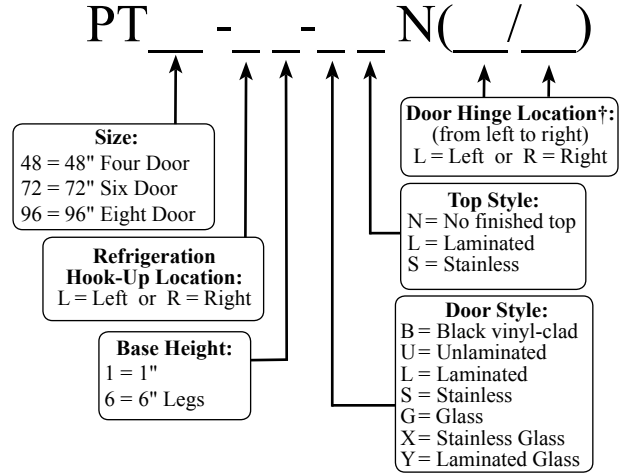 PT___ -_ _-_ _ N(__/__)
Size:
48 = 48" Four Door
72 = 72" Six Door
96 = 96" Eight Door
Refrigeration
Hook-Up Location:
L = Left or R = Right
Base Height:
1 = 1"
6 = 6" Legs
Door Hinge Location†:
(from left to right)
L = Left or R = Right
Top Style:
N = No finished top
L = Laminated
S = Stainless
Door Style:
B = Black vinyl-clad
U = Unlaminated
L = Laminated
S = Stainless
G = Glass
X = Stainless Glass
Y = Laminated Glass